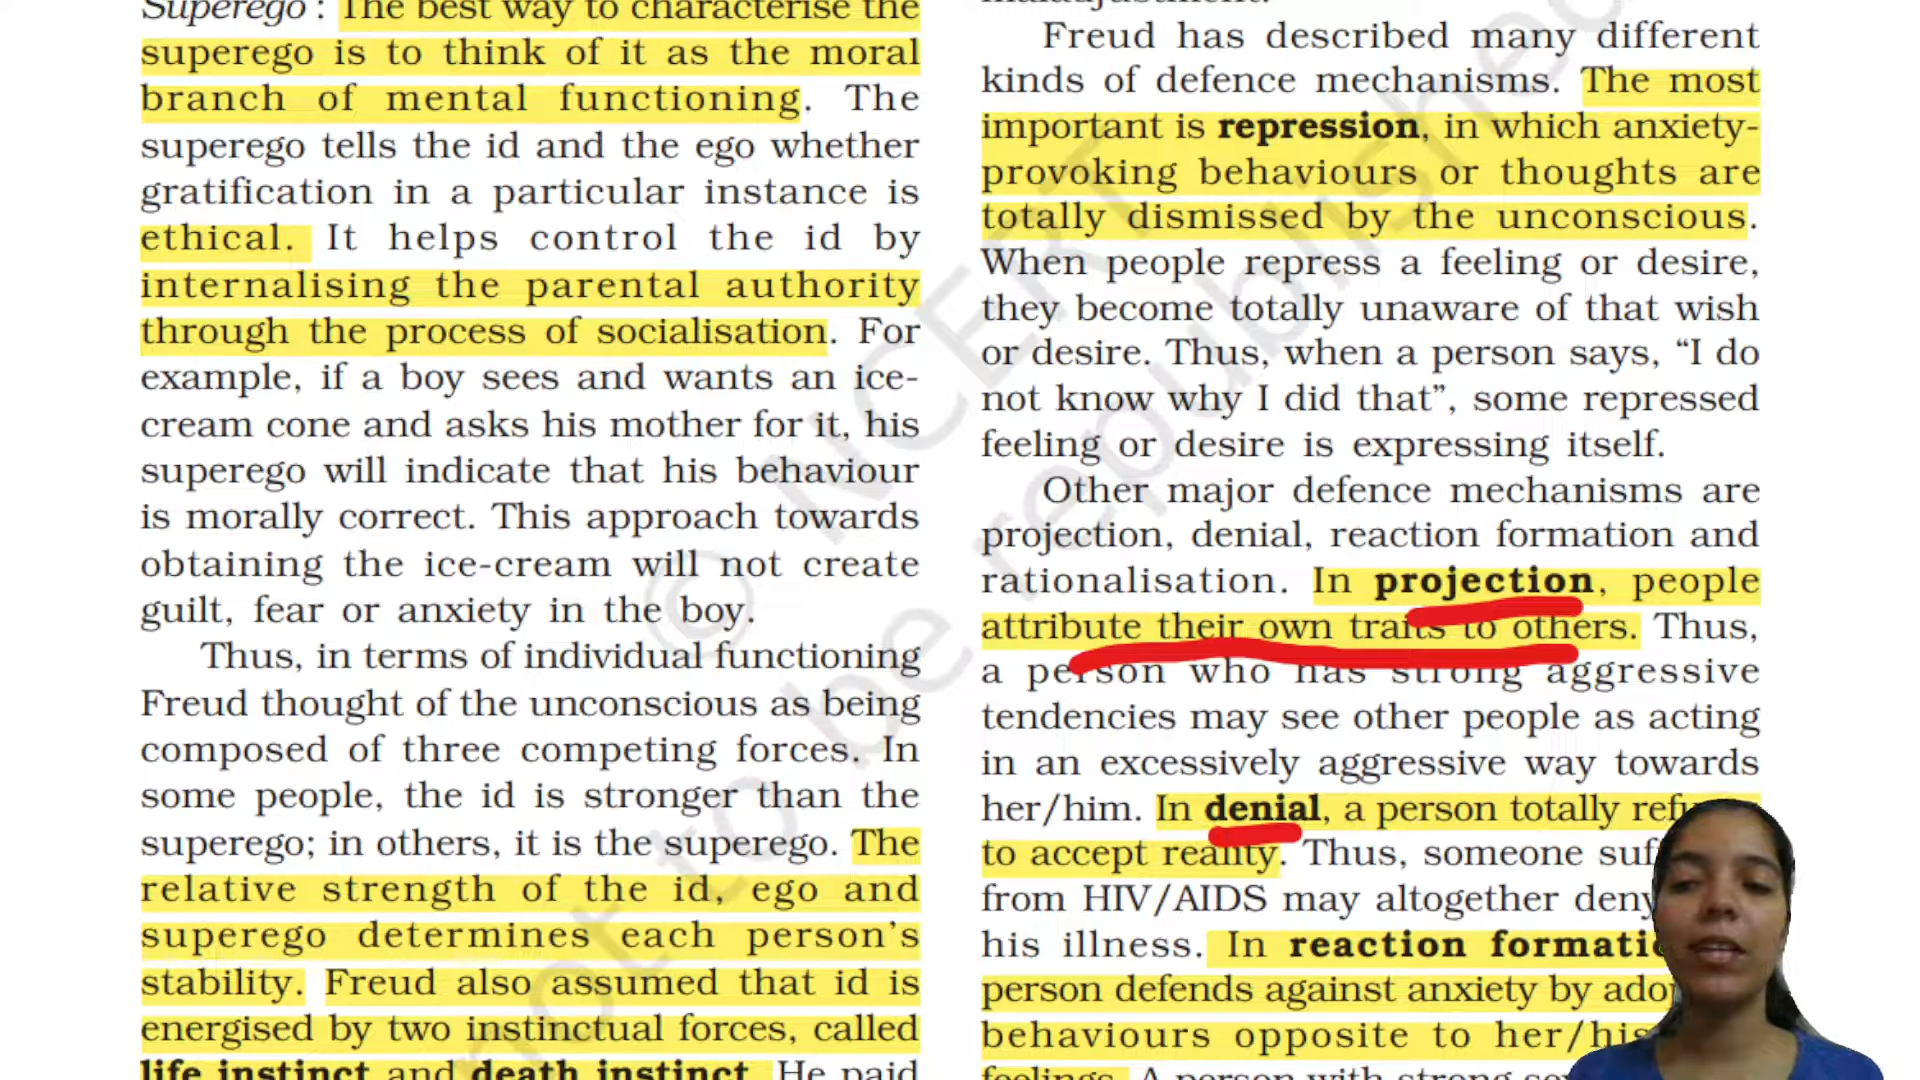 Superego : The best way to characterise the
superego is to think of it as the moral
branch of mental functioning. The
superego tells the id and the ego whether
gratification in a particular instance is
ethical. It helps control the id by
internalising the parental authority
through the process of socialisation. For
example, if a boy sees and wants an ice-
cream cone and asks his mother for it, his
superego will indicate that his behaviour
is morally correct. This approach towards
obtaining the ice-cream will not create
guilt, fear or anxiety in the boy.
Thus, in terms of individual functioning
Freud thought of the unconscious as being
composed of three competing forces. In
some people, the id is stronger than the
superego; in others, it is the superego. The
relative strength of the id, ego and
superego determines each person's
stability. Freud also assumed that id is
energised by two instinctual forces, called
life instinct and death instinct. He paid
Freud has described many different
kinds of defence mechanisms. The most
important is repression, in which anxiety-
provoking behaviours or thoughts are
totally dismissed by the unconscious.
When people repress a feeling or desire,
they become totally unaware of that wish
or desire. Thus, when a person says, “I do
not know why I did that”, some repressed
feeling or desire is expressing itself.
Other major defence mechanisms are
projection, denial, reaction formation and
rationalisation. In projection, people
attribute their own traits to others. Thus,
a person who has strong aggressive
tendencies may see other people as acting
in an excessively aggressive way towards
her/him. In denial, a person totally
to accept reality. Thus, someone
from HIV/AIDS may altogether deny
his illness. In reaction
person defends against anxiety by
behaviours opposite to her/his
feelings. A person with strong
© NCERT
not to be republished